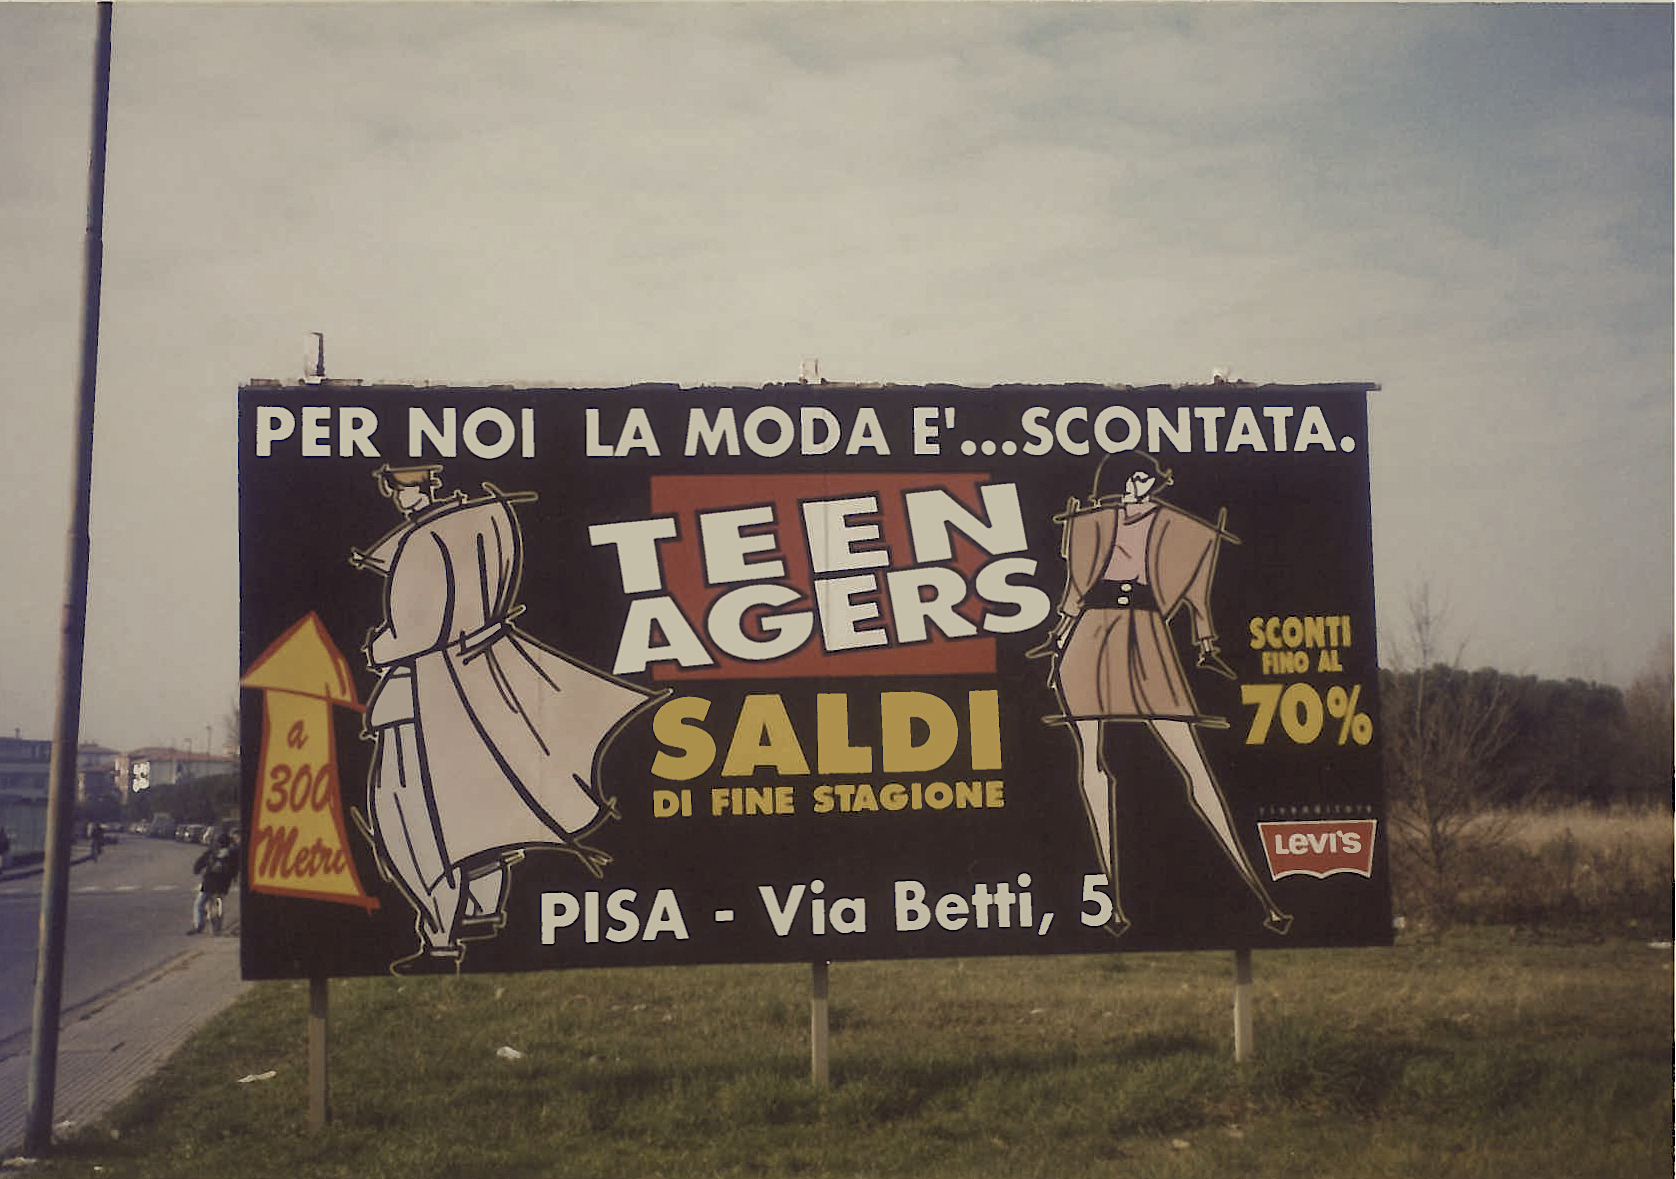 PER NOI LA MODA E'...SCONTATA.
TEEN
AGERS
SALDI
DI FINE STAGIONE
SCONTI
FINO AL
70%
a
300
Metri
rivenditore
Levi's
PISA - Via Betti, 5